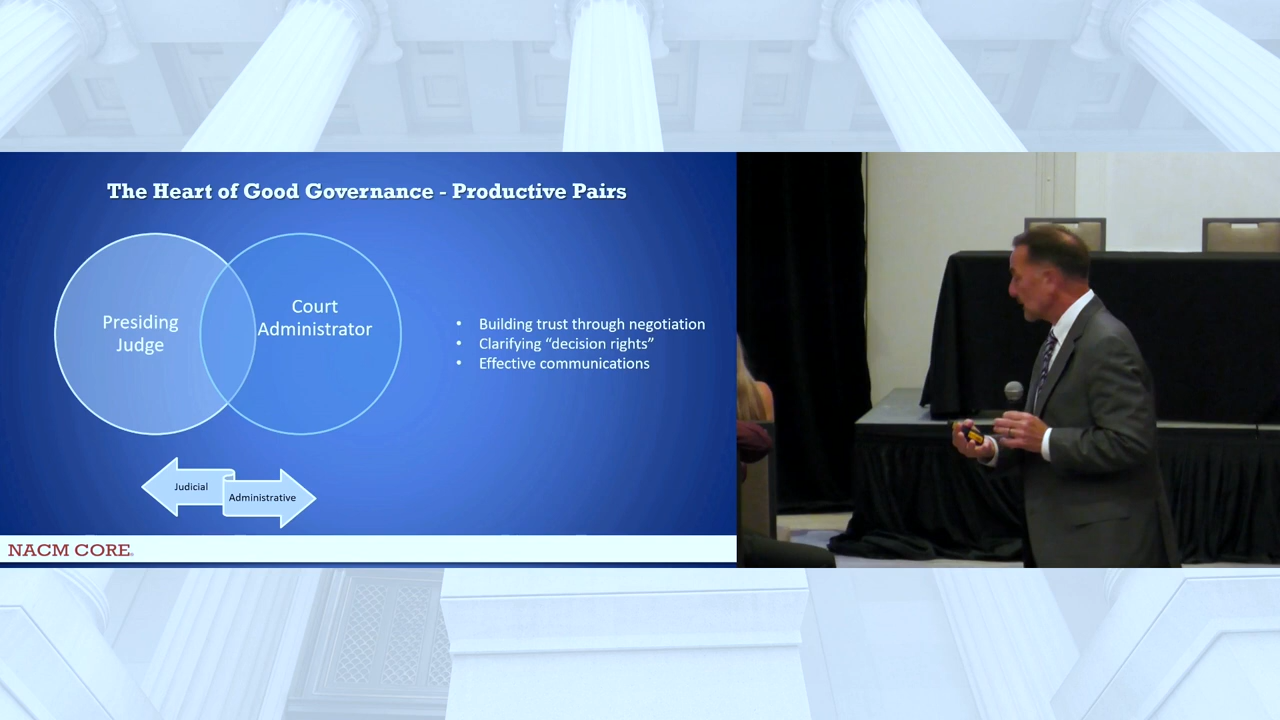 The Heart of Good Governance - Productive Pairs
Presiding
Judge
Court
Administrator
• Building trust through negotiation
• Clarifying “decision rights”
• Effective communications
Judicial
Administrative
NACM CORE